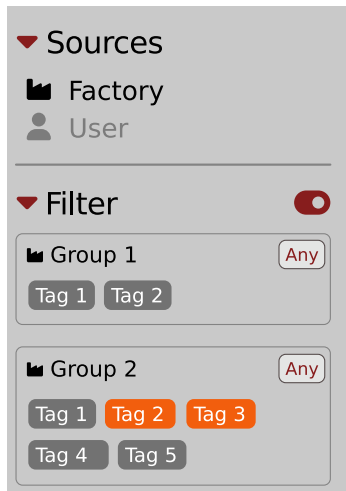 Sources
Factory
User
Filter
Group 1 Any
Tag 1 Tag 2
Group 2 Any
Tag 1 Tag 2 Tag 3
Tag 4 Tag 5